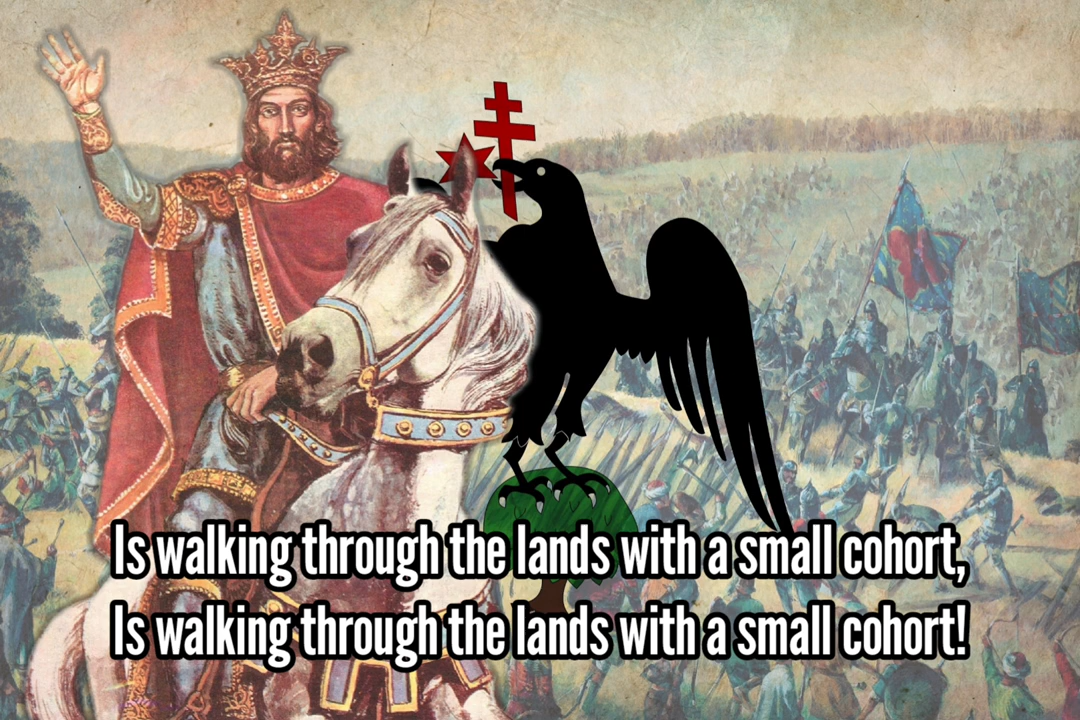 Is walking through the lands with a small cohort,
Is walking through the lands with a small cohort!